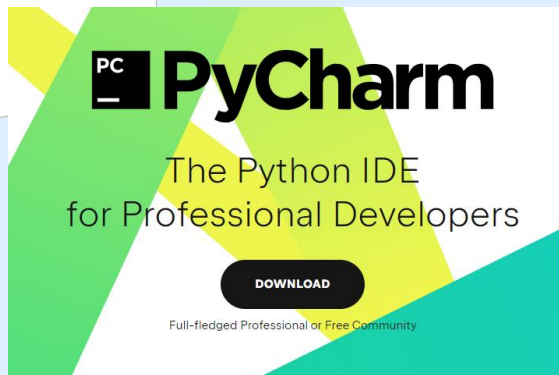 PC
PyCharm
The Python IDE
for Professional Developers
DOWNLOAD
Full-fledged Professional or Free Community